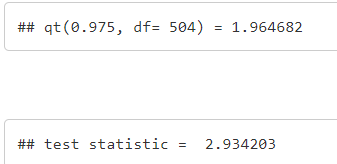 ## qt(0.975, df= 504) = 1.964682
## test statistic =  2.934203